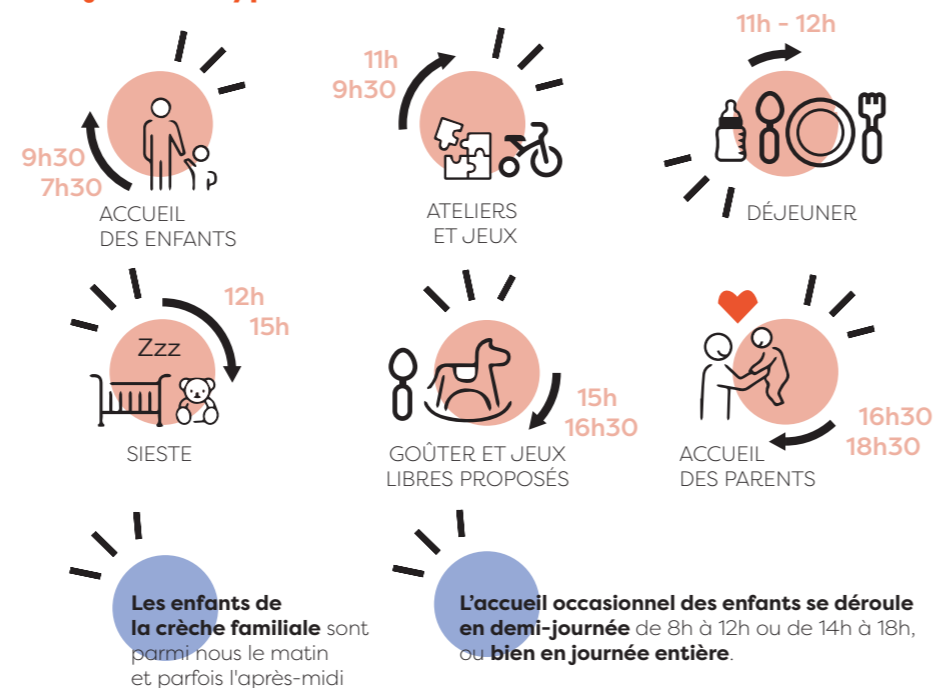 11h - 12h
11h
9h30
9h30
7h30
ACCUEIL
DES ENFANTS
ATELIERS
ET JEUX
DÉJEUNER
12h
15h
Zzz
15h
16h30
16h30
18h30
SIESTE
GOÛTER ET JEUX
LIBRES PROPOSÉS
ACCUEIL
DES PARENTS
Les enfants de
la crèche familiale sont
parmi nous le matin
et parfois l'après-midi
L'accueil occasionnel des enfants se déroule
en demi-journée de 8h à 12h ou de 14h à 18h,
ou bien en journée entière.